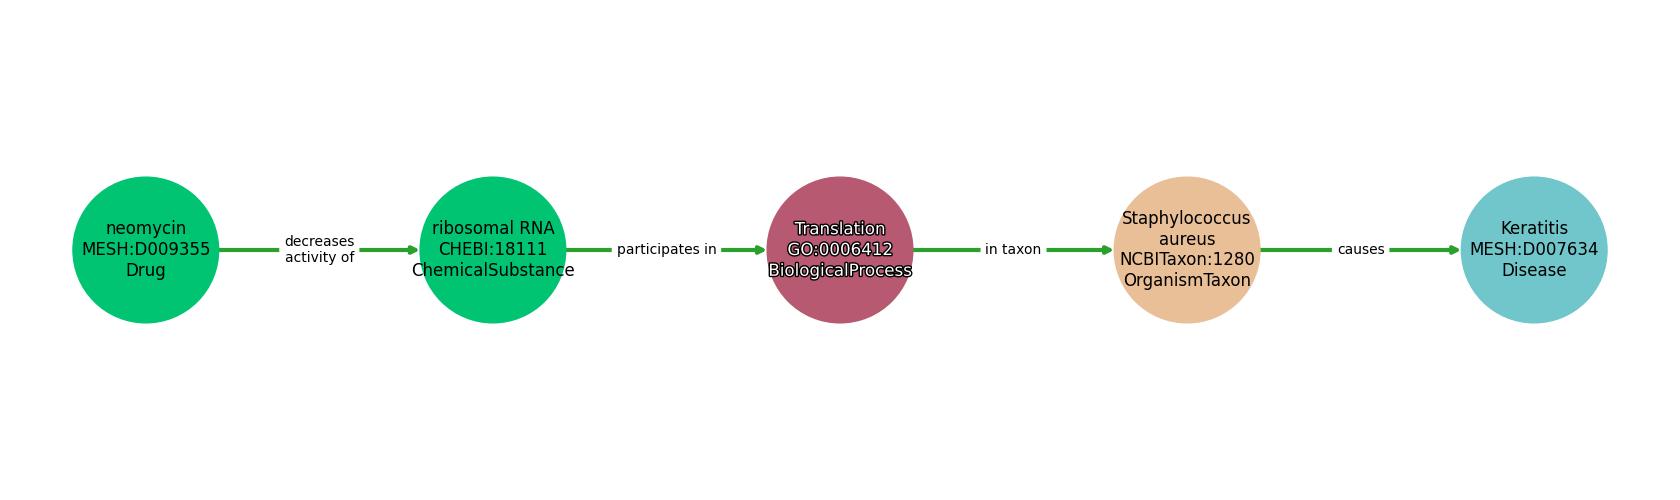 neomycin
MESH:D009355
Drug
decreases
activity of
ribosomal RNA
CHEBI:18111
ChemicalSubstance
participates in
Translation
GO:0006412
BiologicalProcess
in taxon
Staphylococcus
aureus
NCBITaxon:1280
OrganismTaxon
causes
Keratitis
MESH:D007634
Disease